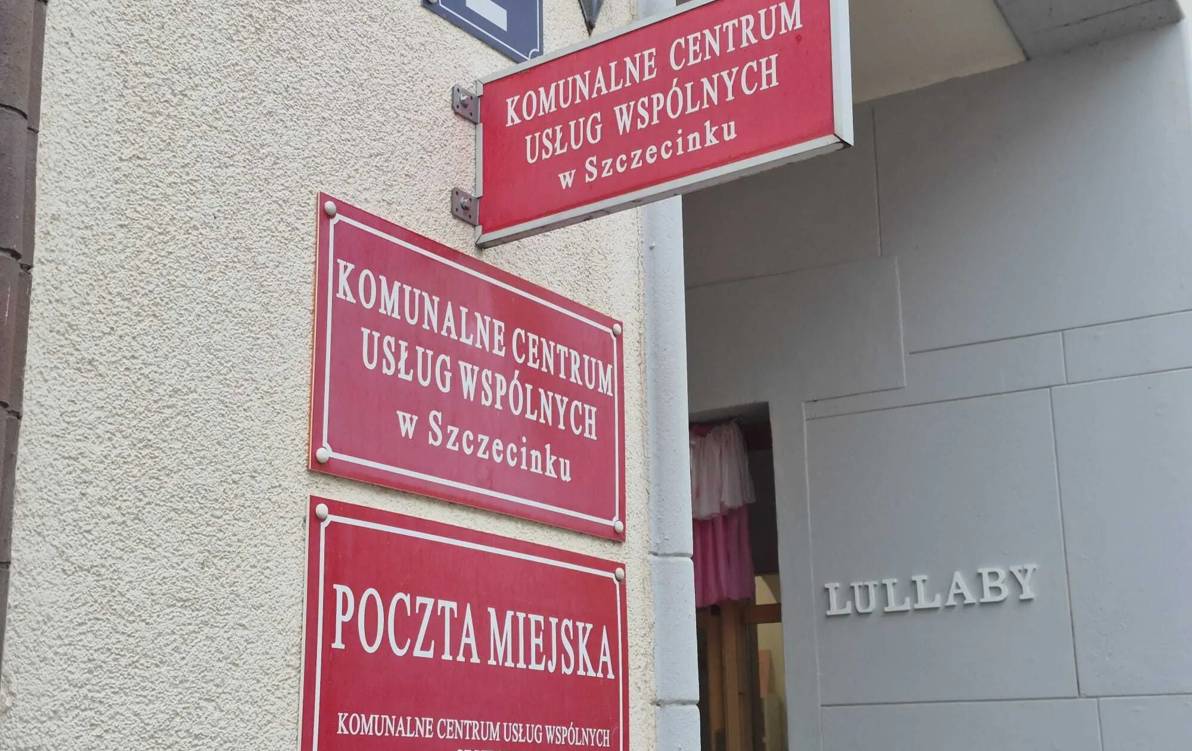 KOMUNALNE CENTRUM
USŁUG WSPÓLNYCH
w Szczecinku
KOMUNALNE CENTRUM
USŁUG WSPÓLNYCH
w Szczecinku
POCZTA MIEJSKA
KOMUNALNE CENTRUM USŁUG WSPÓLNYCH
LULLABY